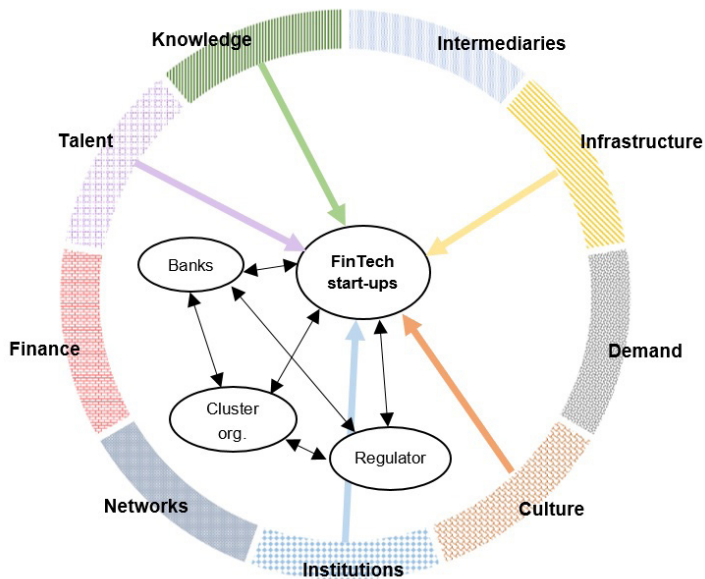 Knowledge
Intermediaries
Talent
Infrastructure
Banks
FinTech
start-ups
Finance
Demand
Cluster
org.
Regulator
Networks
Culture
Institutions